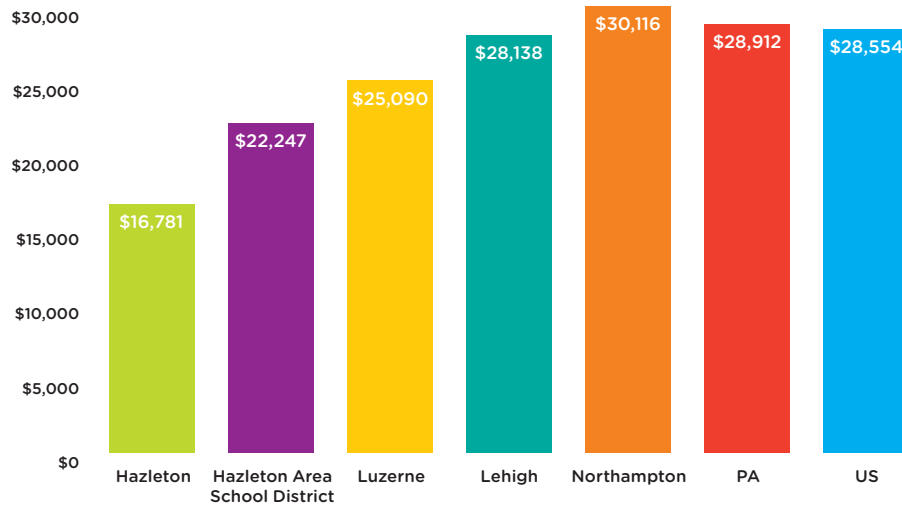 $30,000
$25,000
$20,000
$15,000
$10,000
$5,000
$0
$16,781
$22,247
$25,090
$28,138
$30,116
$28,912
$28,554
Hazleton
Hazleton Area
School District
Luzerne
Lehigh
Northampton
PA
US